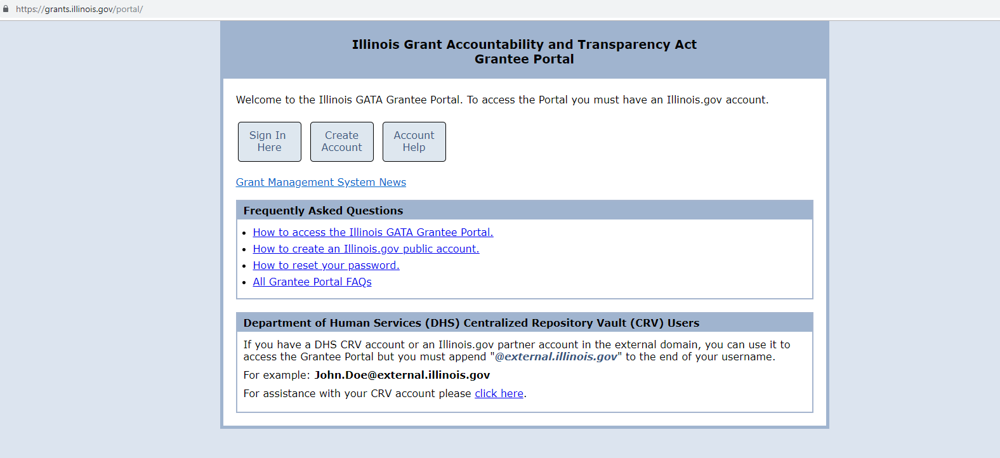 https://grants.illinois.gov/portal/
Illinois Grant Accountability and Transparency Act
Grantee Portal
Welcome to the Illinois GATA Grantee Portal. To access the Portal you must have an Illinois.gov account.
Sign In Here
Create Account
Account Help
Grant Management System News
Frequently Asked Questions
• How to access the Illinois GATA Grantee Portal.
• How to create an Illinois.gov public account.
• How to reset your password.
• All Grantee Portal FAQs
Department of Human Services (DHS) Centralized Repository Vault (CRV) Users
If you have a DHS CRV account or an Illinois.gov partner account in the external domain, you can use it to
access the Grantee Portal but you must append "@external.illinois.gov" to the end of your username.
For example: John.Doe@external.illinois.gov
For assistance with your CRV account please click here.